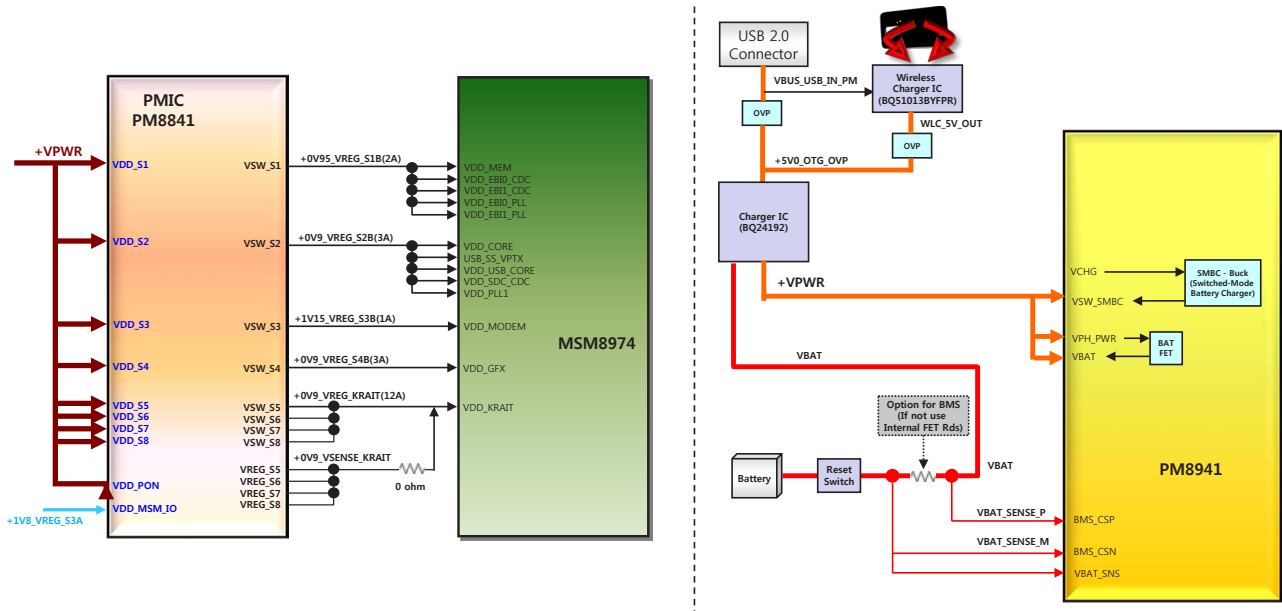 PMIC
PM8841
+VPWR
VDD_S1
VDD_S2
VDD_S3
VDD_S4
VDD_S5
VDD_S6
VDD_S7
VDD_S8
VDD_PON
VDD_MSM_IO
+1V8_VREG_S3A
VSW_S1
VSW_S2
VSW_S3
VSW_S4
VSW_S5
VSW_S6
VSW_S7
VSW_S8
VREG_S5
VREG_S6
VREG_S7
VREG_S8
+0V95_VREG_S1B(2A)
+0V9_VREG_S2B(3A)
+1V15_VREG_S3B(1A)
+0V9_VREG_S4B(3A)
+0V9_VREG_KRAIT(12A)
+0V9_VSENSE_KRAIT
0 ohm
VDD_MEM
VDD_EBI0_CDC
VDD_EBI1_CDC
VDD_EBI0_PLL
VDD_EBI1_PLL
VDD_CORE
USB_SS_VPTX
VDD_USB_CORE
VDD_SDC_CDC
VDD_PLL1
VDD_MODEM
VDD_GFX
VDD_KRAIT
MSM8974
USB 2.0
Connector
VBUS_USB_IN_PM
Wireless
Charger IC
(BQ51013BYFPR)
OVP
WLC_5V_OUT
OVP
+5V0_OTG_OVP
Charger IC
(BQ24192)
+VPWR
VBAT
Option for BMS
(If not use
Internal FET Rds)
Battery
Reset
Switch
VBAT
VBAT_SENSE_P
VBAT_SENSE_M
VCHG
VSW_SMBC
SMBC - Buck
(Switched-Mode
Battery Charger)
VPH_PWR
VBAT
BAT
FET
PM8941
BMS_CSP
BMS_CSN
VBAT_SNS